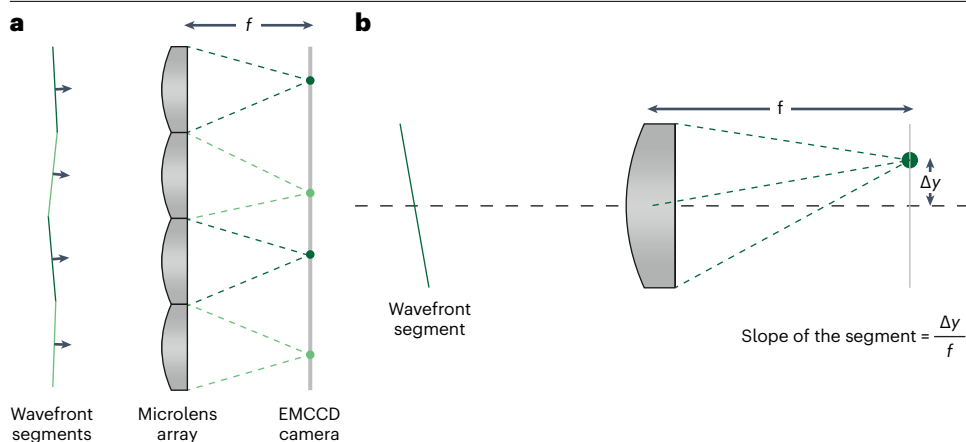 a
f
Wavefront
segments
Microlens
array
EMCCD
camera
b
f
Δy
Wavefront
segment
Slope of the segment = Δy
f